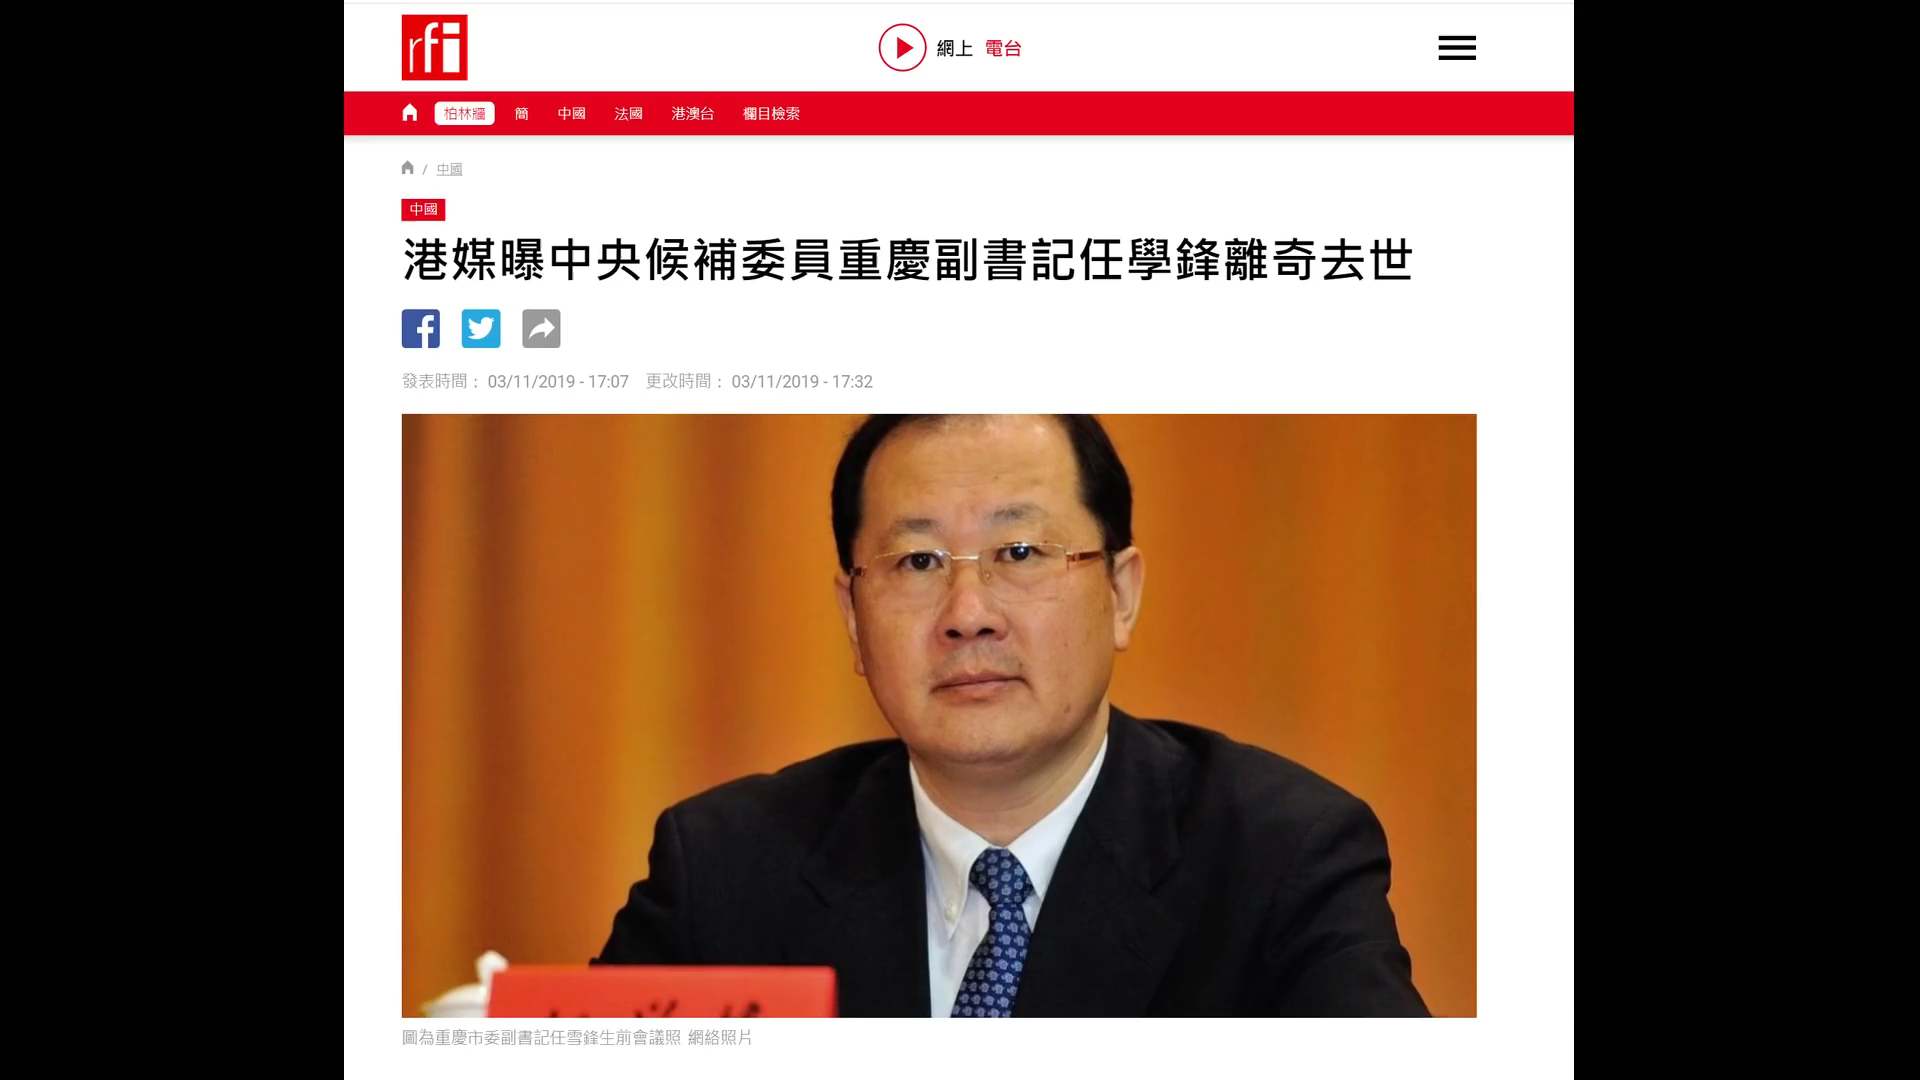 rfi
網上 電台
柏林牆 簡 中國 法國 港澳台 欄目檢索
/ 中國
中國
港媒曝中央候補委員重慶副書記任學鋒離奇去世
發表時間： 03/11/2019 - 17:07 更改時間： 03/11/2019 - 17:32
圖為重慶市委副書記任雪鋒生前會議照 網絡照片